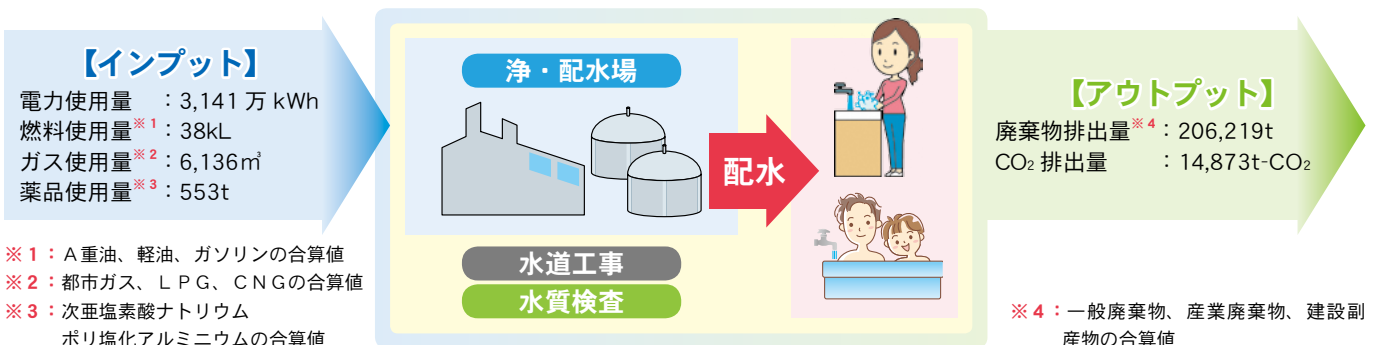 【インプット】
電力使用量　：3,141 万 kWh
燃料使用量※1：38kL
ガス使用量※2：6,136㎥
薬品使用量※3：553t
※1：A重油、軽油、ガソリンの合算値
※2：都市ガス、ＬＰＧ、ＣＮＧの合算値
※3：次亜塩素酸ナトリウム
ポリ塩化アルミニウムの合算値
浄・配水場
配水
水道工事
水質検査
【アウトプット】
廃棄物排出量※4：206,219t
CO₂ 排出量　　：14,873t-CO₂
※4：一般廃棄物、産業廃棄物、建設副
産物の合算値